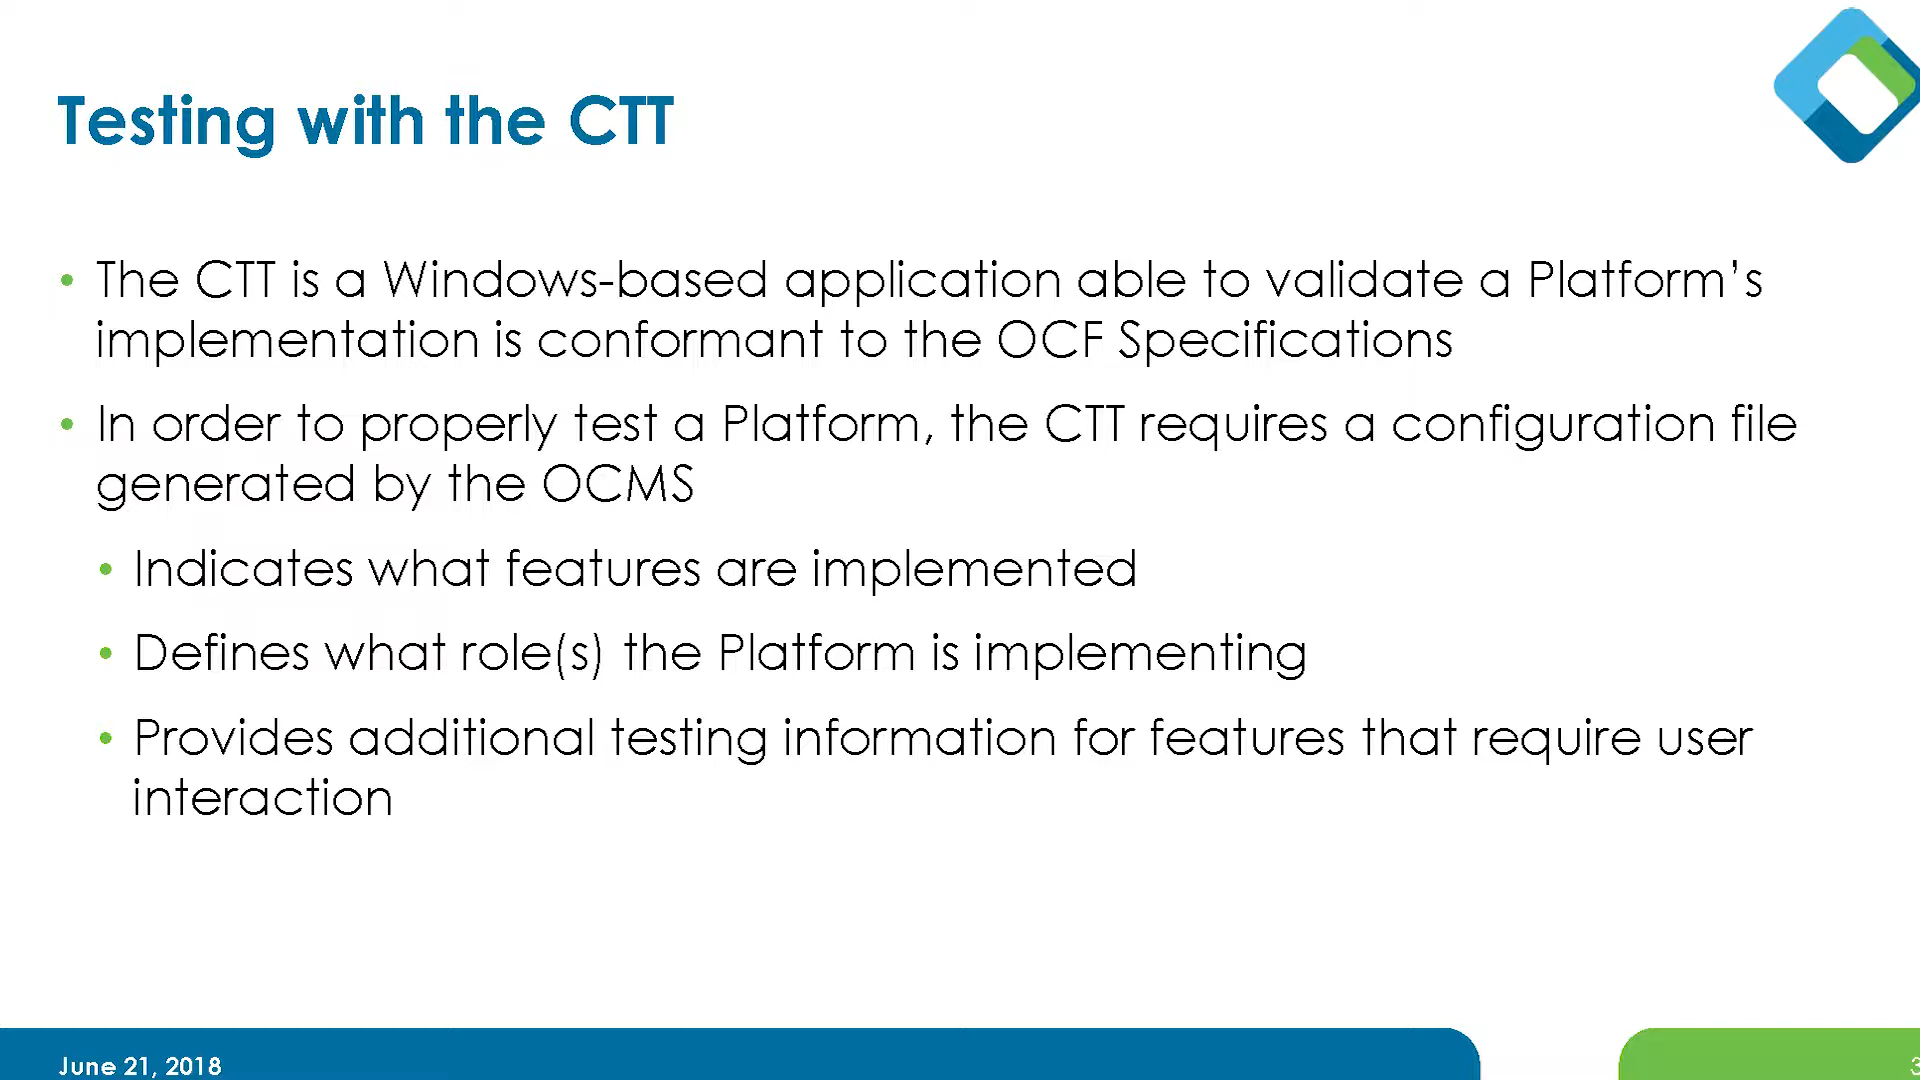 Testing with the CTT
• The CTT is a Windows-based application able to validate a Platform’s
implementation is conformant to the OCF Specifications
• In order to properly test a Platform, the CTT requires a configuration file
generated by the OCMS
• Indicates what features are implemented
• Defines what role(s) the Platform is implementing
• Provides additional testing information for features that require user
interaction
June 21, 2018